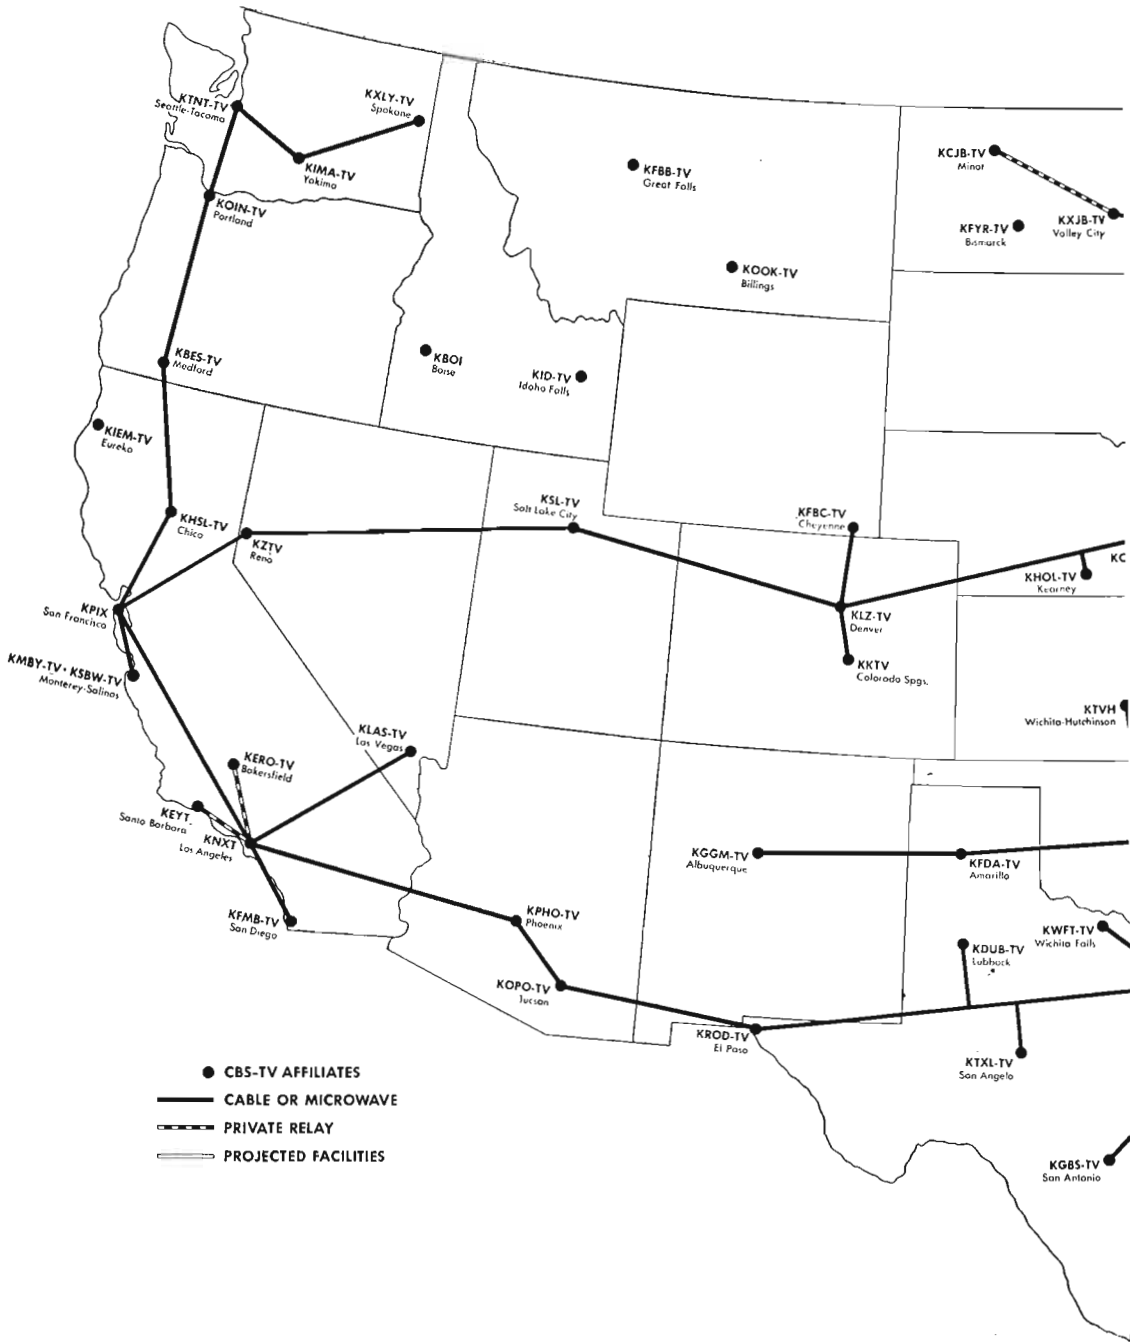 KTNT-TV
Seattle-Tacoma
KXLY-TV
Spokane
KIMA-TV
Yakima
KOIN-TV
Portland
KFBB-TV
Great Falls
KOOK-TV
Billings
KCJB-TV
Minot
KFYR-TV
Bismarck
KXJB-TV
Valley City
KBES-TV
Medford
KBOI
Boise
KID-TV
Idaho Falls
KIEM-TV
Eureka
KHSL-TV
Chico
KZTV
Reno
KSL-TV
Salt Lake City
KFBC-TV
Cheyenne
KLZ-TV
Denver
KKTV
Colorado Spgs.
KHOL-TV
Kearney
KC
KPIX
San Francisco
KMBY-TV • KSBW-TV
Monterey-Salinas
KTVH
Wichita-Hutchinson
KLAS-TV
Las Vegas
KERO-TV
Bakersfield
KEYT
Santa Barbara
KNXT
Los Angeles
KFMB-TV
San Diego
KPHO-TV
Phoenix
KOPO-TV
Tucson
KGGM-TV
Albuquerque
KFDA-TV
Amarillo
KWFT-TV
Wichita Falls
KDUB-TV
Lubbock
KROD-TV
El Paso
KTXL-TV
San Angelo
KGBS-TV
San Antonio
CBS-TV AFFILIATES
CABLE OR MICROWAVE
PRIVATE RELAY
PROJECTED FACILITIES